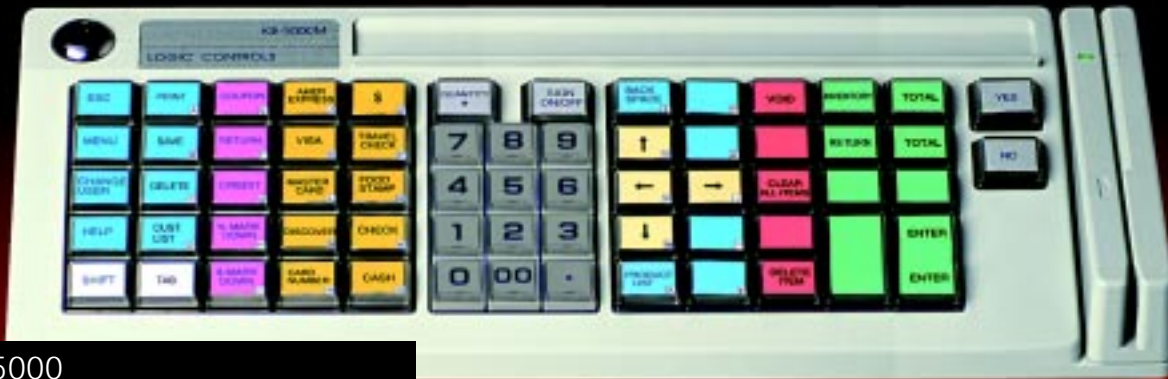 KB-5000M
LOGIC CONTROLS
ESC PRINT COUPON AMER EXPRESS $
QUANTITY * SIGN ON/OFF
BACK SPACE VOID INVENTORY TOTAL YES
MENU SAVE RETURN VISA TRAVEL CHECK
7 8 9
↑ RETURN TOTAL NO
CHANGE USER DELETE CREDIT MASTER CARD FOOD STAMP
4 5 6
← → CLEAR ALL ITEMS
HELP CUST LIST % MARK DOWN DISCOVER CHECK
1 2 3
↓ ENTER
SHIFT TAB $ MARK DOWN CARD NUMBER CASH
0 00 .
PRODUCT LIST DELETE ITEM ENTER
5000